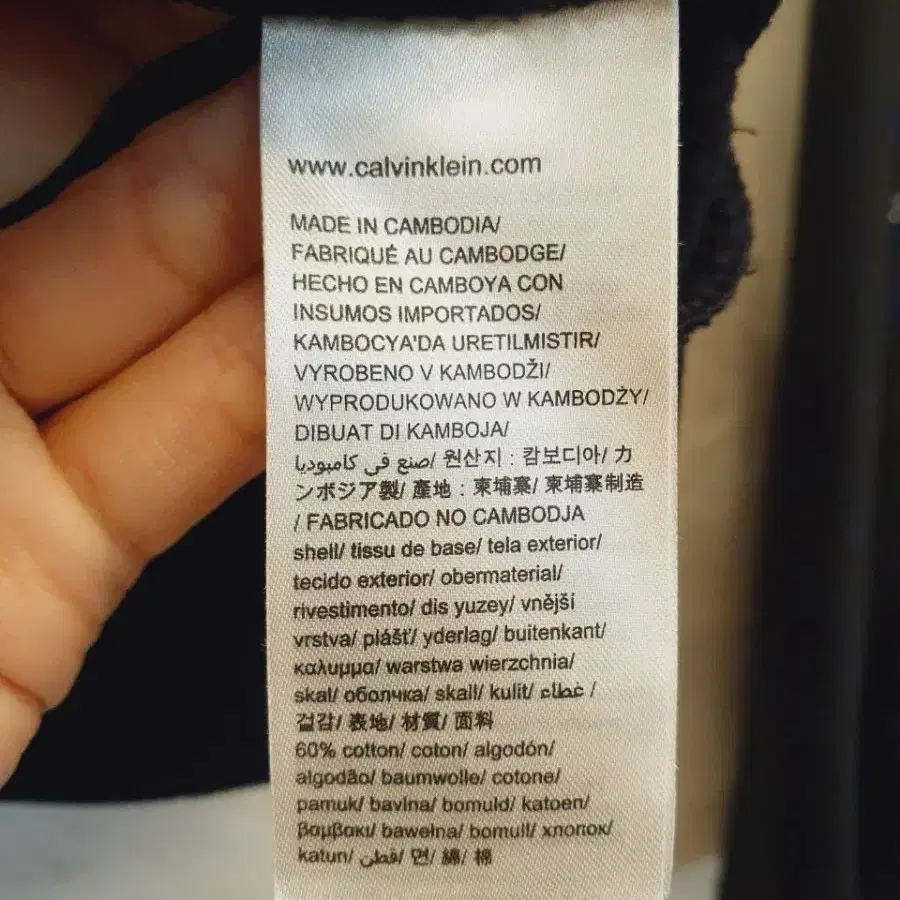 www.calvinklein.com
MADE IN CAMBODIA/
FABRIQUÉ AU CAMBODGE/
HECHO EN CAMBOYA CON
INSUMOS IMPORTADOS/
KAMBOCYA'DA URETILMISTIR/
VYROBENO V KAMBODŽI/
WYPRODUKOWANO W KAMBODŻY/
DIBUAT DI KAMBOJA/
صنع في كامبوديا/ 원산지 : 캄보디아/ カ
ンボジア製/ 產地 : 柬埔寨/ 柬埔寨制造
/ FABRICADO NO CAMBODJA
shell/ tissu de base/ tela exterior/
tecido exterior/ obermaterial/
rivestimento/ dis yuzey/ vnější
vrstva/ plášť/ yderlag/ buitenkant/
καλυμμα/ warstwa wierzchnia/
skal/ оболчка/ skall/ kulit/ غطاء /
겉감/ 表地/ 材質/ 面料
60% cotton/ coton/ algodón/
algodão/ baumwolle/ cotone/
pamuk/ bavlna/ bomuld/ katoen/
βαμβακι/ bawełna/ bomull/ хлопок/
katun/ قطن/ 면/ 綿/ 棉